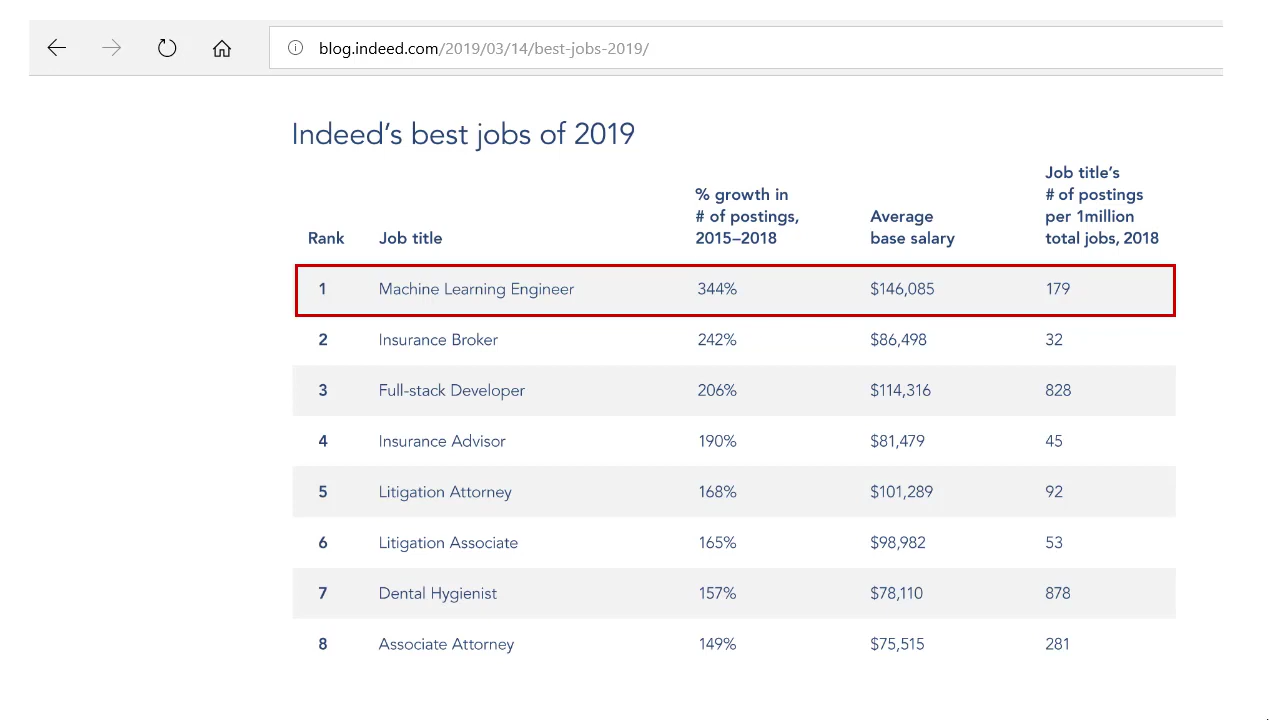 blog.indeed.com/2019/03/14/best-jobs-2019/
Indeed's best jobs of 2019
Rank
Job title
% growth in
# of postings,
2015–2018
Average
base salary
Job title's
# of postings
per 1million
total jobs, 2018
1 Machine Learning Engineer 344% $146,085 179
2 Insurance Broker 242% $86,498 32
3 Full-stack Developer 206% $114,316 828
4 Insurance Advisor 190% $81,479 45
5 Litigation Attorney 168% $101,289 92
6 Litigation Associate 165% $98,982 53
7 Dental Hygienist 157% $78,110 878
8 Associate Attorney 149% $75,515 281